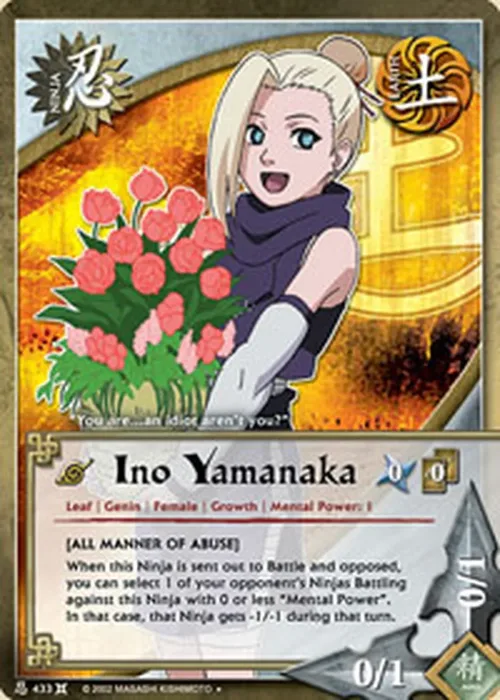 NINJA
忍
EARTH
土
"You are...an idiot aren't you?"
Ino Yamanaka
0
0
Leaf | Genin | Female | Growth | Mental Power: 1
[ALL MANNER OF ABUSE]
When this Ninja is sent out to Battle and opposed,
you can select 1 of your opponent's Ninjas Battling
against this Ninja with 0 or less "Mental Power".
In that case, that Ninja gets -1/-1 during that turn.
0/1
0/1
精
433
© 2002 MASASHI KISHIMOTO